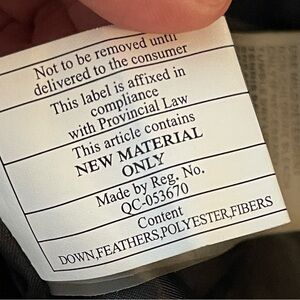 Not to be removed until
delivered to the consumer
This label is affixed in
compliance
with Provincial Law
This article contains
NEW MATERIAL
ONLY
Made by Reg. No.
QC-053670
Content
DOWN,FEATHERS,POLYESTER,FIBERS